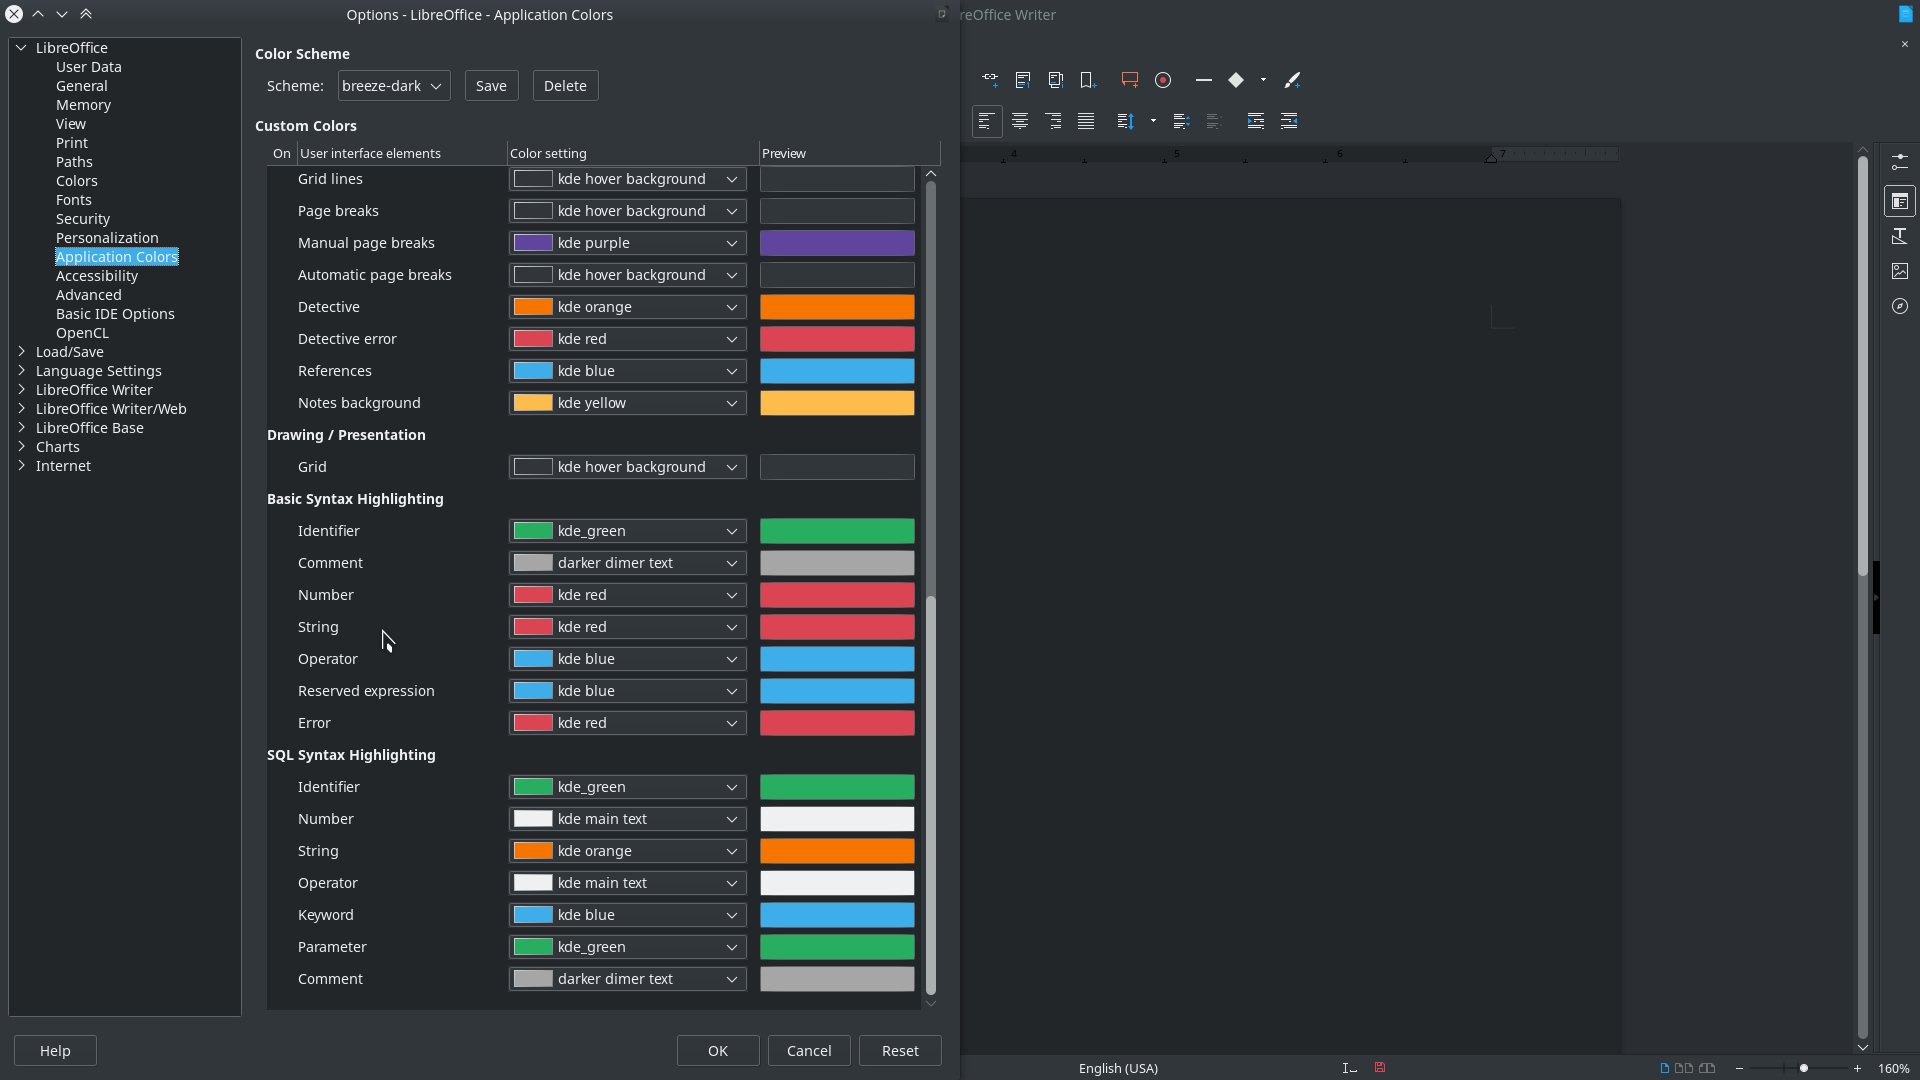 Options - LibreOffice - Application Colors
reOffice Writer
LibreOffice
User Data
General
Memory
View
Print
Paths
Colors
Fonts
Security
Personalization
Application Colors
Accessibility
Advanced
Basic IDE Options
OpenCL
Load/Save
Language Settings
LibreOffice Writer
LibreOffice Writer/Web
LibreOffice Base
Charts
Internet
Color Scheme
Scheme: breeze-dark Save Delete
Custom Colors
On User interface elements Color setting Preview
Grid lines kde hover background
Page breaks kde hover background
Manual page breaks kde purple
Automatic page breaks kde hover background
Detective kde orange
Detective error kde red
References kde blue
Notes background kde yellow
Drawing / Presentation
Grid kde hover background
Basic Syntax Highlighting
Identifier kde_green
Comment darker dimer text
Number kde red
String kde red
Operator kde blue
Reserved expression kde blue
Error kde red
SQL Syntax Highlighting
Identifier kde_green
Number kde main text
String kde orange
Operator kde main text
Keyword kde blue
Parameter kde_green
Comment darker dimer text
Help OK Cancel Reset
4 5 6 7
English (USA) 160%